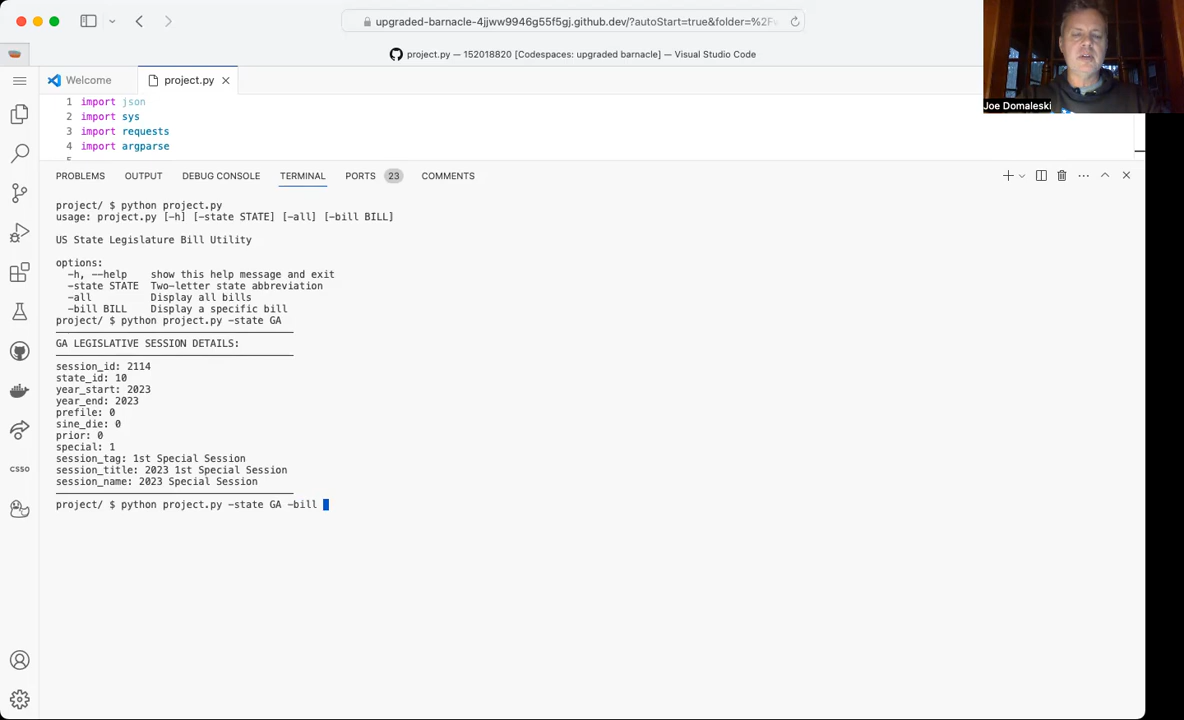 upgraded-barnacle-4jjww9946g55f5gj.github.dev/?autoStart=true&folder=%2F
project.py — 152018820 [Codespaces: upgraded barnacle] — Visual Studio Code
Welcome
project.py
1 import json
2 import sys
3 import requests
4 import argparse
5
Joe Domaleski
PROBLEMS OUTPUT DEBUG CONSOLE TERMINAL PORTS 23 COMMENTS
project/ $ python project.py
usage: project.py [-h] [-state STATE] [-all] [-bill BILL]
US State Legislature Bill Utility
options:
-h, --help show this help message and exit
-state STATE Two-letter state abbreviation
-all Display all bills
-bill BILL Display a specific bill
project/ $ python project.py -state GA
GA LEGISLATIVE SESSION DETAILS:
session_id: 2114
state_id: 10
year_start: 2023
year_end: 2023
prefile: 0
sine_die: 0
prior: 0
special: 1
session_tag: 1st Special Session
session_title: 2023 1st Special Session
session_name: 2023 Special Session
project/ $ python project.py -state GA -bill
csso